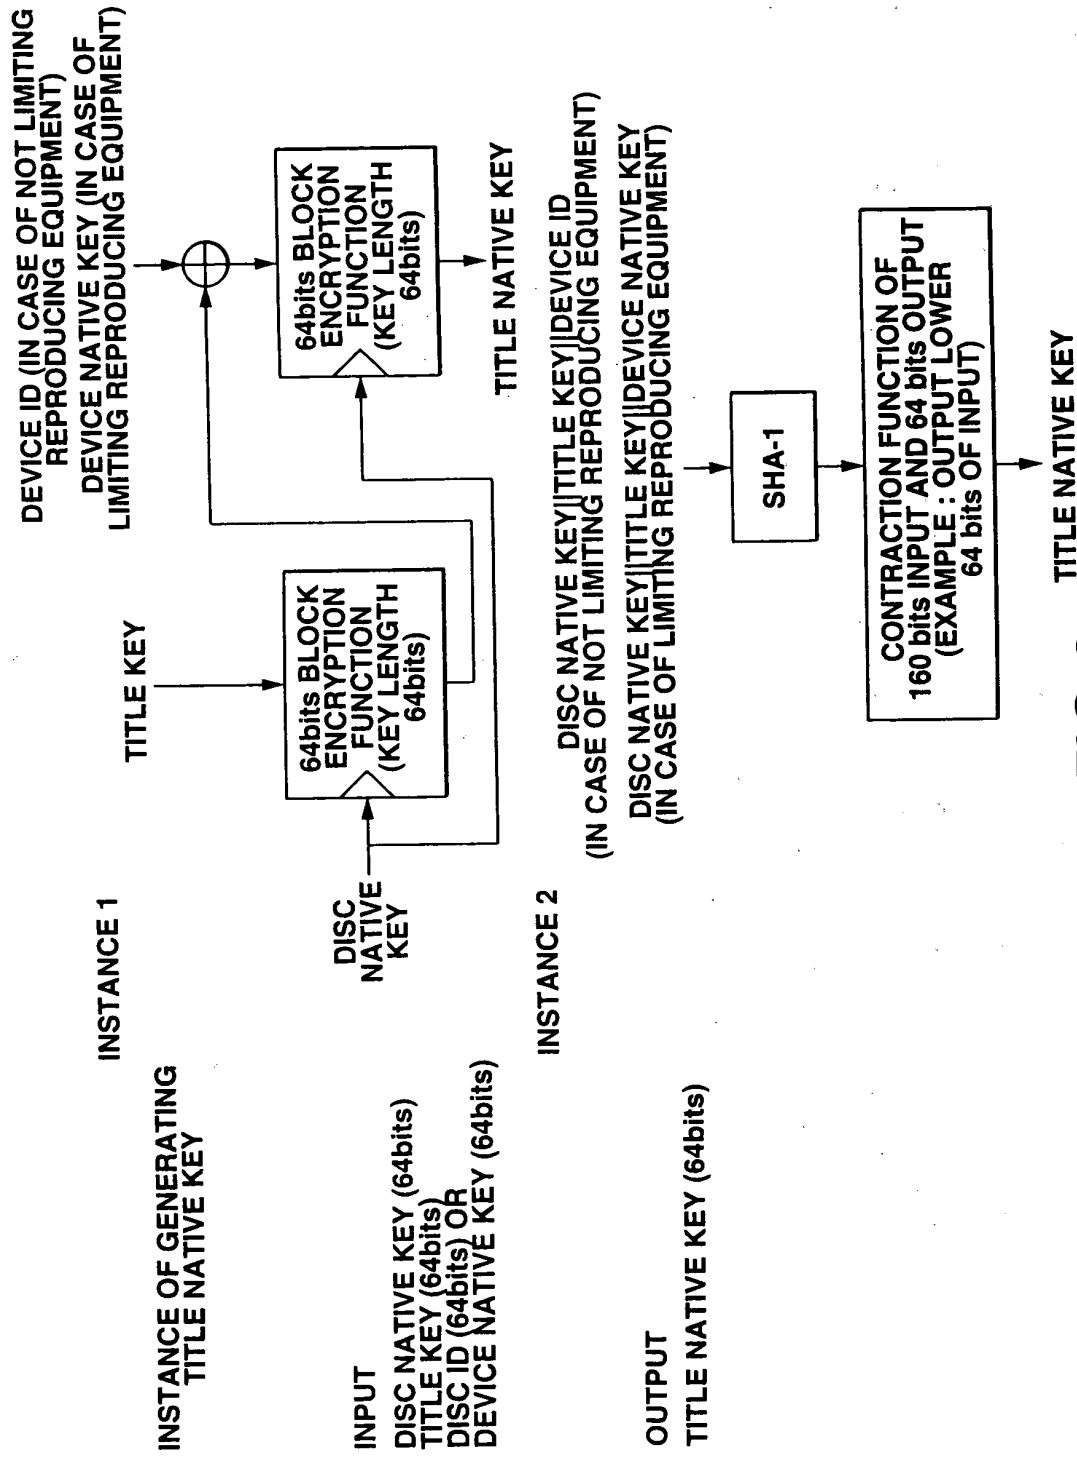 INSTANCE OF GENERATING
TITLE NATIVE KEY
INPUT
DISC NATIVE KEY (64bits)
TITLE KEY (64bits)
DISC ID (64bits) OR
DEVICE NATIVE KEY (64bits)
OUTPUT
TITLE NATIVE KEY (64bits)
INSTANCE 1
DISC
NATIVE
KEY
TITLE KEY
64bits BLOCK
ENCRYPTION
FUNCTION
(KEY LENGTH
64bits)
DEVICE ID (IN CASE OF NOT LIMITING
REPRODUCING EQUIPMENT)
DEVICE NATIVE KEY (IN CASE OF
LIMITING REPRODUCING EQUIPMENT)
64bits BLOCK
ENCRYPTION
FUNCTION
(KEY LENGTH
64bits)
TITLE NATIVE KEY
INSTANCE 2
DISC NATIVE KEY||TITLE KEY||DEVICE ID
(IN CASE OF NOT LIMITING REPRODUCING EQUIPMENT)
DISC NATIVE KEY||TITLE KEY||DEVICE NATIVE KEY
(IN CASE OF LIMITING REPRODUCING EQUIPMENT)
SHA-1
CONTRACTION FUNCTION OF
160 bits INPUT AND 64 bits OUTPUT
(EXAMPLE : OUTPUT LOWER
64 bits OF INPUT)
TITLE NATIVE KEY